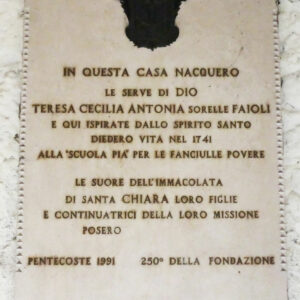 IN QUESTA CASA NACQUERO
LE SERVE DI DIO
TERESA CECILIA ANTONIA SORELLE FAIOLI
E QUI ISPIRATE DALLO SPIRITO SANTO
DIEDERO VITA NEL 1741
ALLA "SCUOLA PIA" PER LE FANCIULLE POVERE
LE SUORE DELL'IMMACOLATA
DI SANTA CHIARA LORO FIGLIE
E CONTINUATRICI DELLA LORO MISSIONE
POSERO
PENTECOSTE 1991 250° DELLA FONDAZIONE